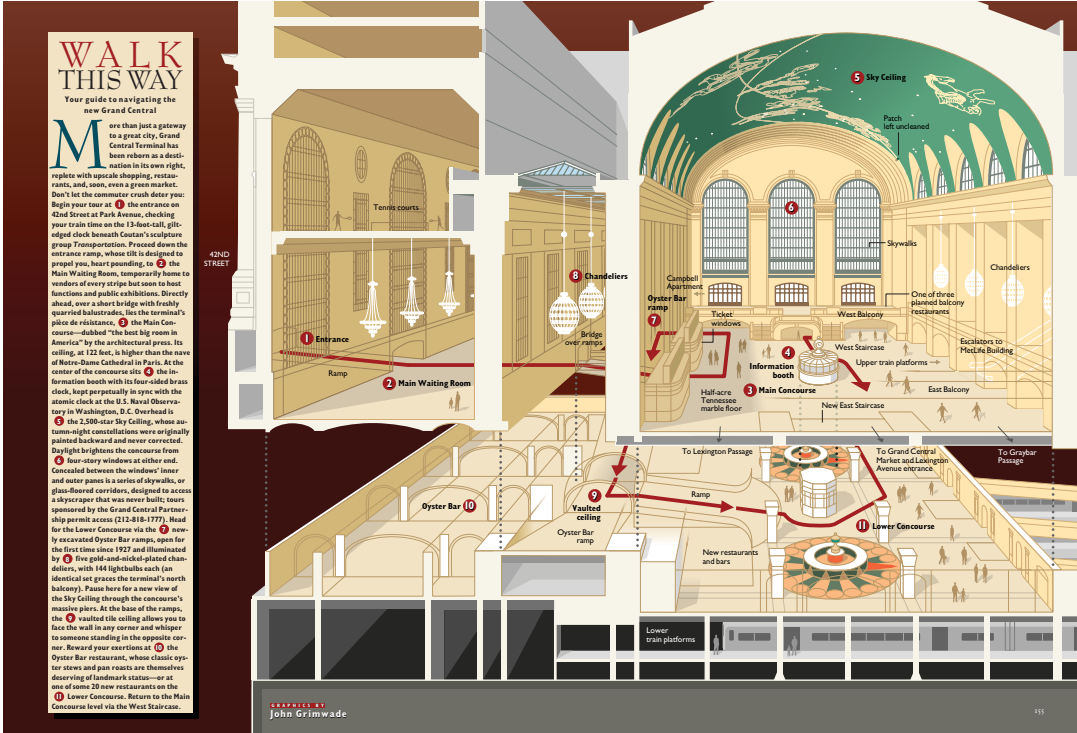 WALK
THIS WAY
Your guide to navigating the
new Grand Central
More than just a gateway
to a great city, Grand
Central Terminal has
been reborn as a desti-
nation in its own right,
replete with upscale shopping, restau-
rants, and, soon, even a green market.
Don't let the commuter crush deter you:
Begin your tour at 1 the entrance on
42nd Street at Park Avenue, checking
your train time on the 13-foot-tall, gilt-
edged clock beneath Coutan's sculpture
group Transportation. Proceed down the
entrance ramp, whose tilt is designed to
propel you, heart pounding, to 2 the
Main Waiting Room, temporarily home to
vendors of every stripe but soon to host
functions and public exhibitions. Directly
ahead, over a short bridge with freshly
quarried balustrades, lies the terminal's
pièce de résistance, 3 the Main Con-
course—dubbed "the best big room in
America" by the architectural press. Its
ceiling, at 122 feet, is higher than the nave
of Notre-Dame Cathedral in Paris. At the
center of the concourse sits 4 the in-
formation booth with its four-sided brass
clock, kept perpetually in sync with the
atomic clock at the U.S. Naval Observa-
tory in Washington, D.C. Overhead is
5 the 2,500-star Sky Ceiling, whose au-
tumn-night constellations were originally
painted backward and never corrected.
Daylight brightens the concourse from
6 four-story windows at either end.
Concealed between the windows' inner
and outer panes is a series of skywalks, or
glass-floored corridors, designed to access
a skyscraper that was never built; tours
sponsored by the Grand Central Partner-
ship permit access (212-818-1777). Head
for the Lower Concourse via the 7 new-
ly excavated Oyster Bar ramps, open for
the first time since 1927 and illuminated
by 8 five gold-and-nickel-plated chan-
deliers, with 144 lightbulbs each (an
identical set graces the terminal's north
balcony). Pause here for a new view of
the Sky Ceiling through the concourse's
massive piers. At the base of the ramps,
the 9 vaulted tile ceiling allows you to
face the wall in any corner and whisper
to someone standing in the opposite cor-
ner. Reward your exertions at 10 the
Oyster Bar restaurant, whose classic oys-
ter stews and pan roasts are themselves
deserving of landmark status—or at
one of some 20 new restaurants on the
11 Lower Concourse. Return to the Main
Concourse level via the West Staircase.
42ND
STREET
Tennis courts
1 Entrance
Ramp
2 Main Waiting Room
8 Chandeliers
Bridge
over ramps
5 Sky Ceiling
Patch
left uncleaned
6
Skywalks
Chandeliers
Campbell
Apartment
Oyster Bar
ramp
7
Ticket
windows
One of three
planned balcony
restaurants
West Balcony
West Staircase
Escalators to
MetLife Building
4
Information
booth
Upper train platforms
3 Main Concourse
East Balcony
Half-acre
Tennessee
marble floor
New East Staircase
To Lexington Passage
To Grand Central
Market and Lexington
Avenue entrance
To Graybar
Passage
Oyster Bar 10
9
Vaulted
ceiling
Ramp
Oyster Bar
ramp
11 Lower Concourse
New restaurants
and bars
Lower
train platforms
GRAPHICS BY
John Grimwade
155